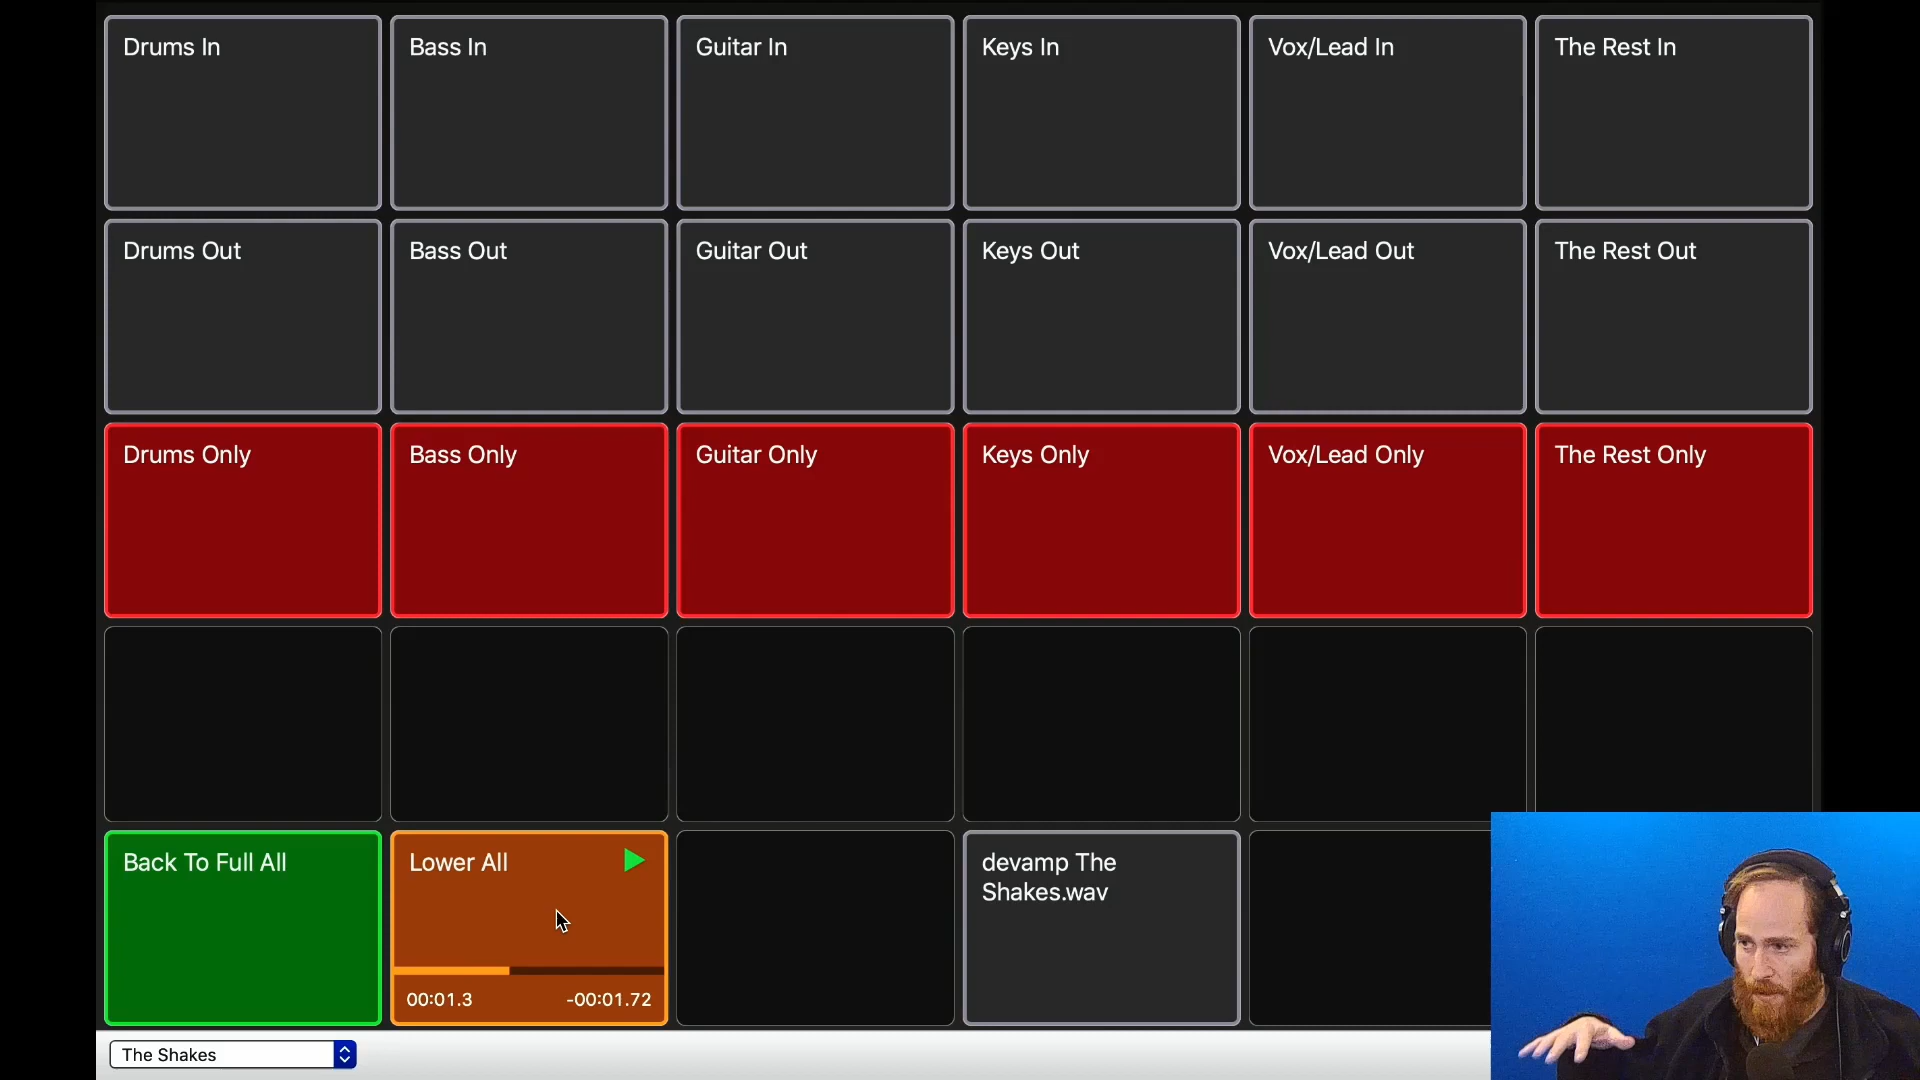 Drums In
Bass In
Guitar In
Keys In
Vox/Lead In
The Rest In
Drums Out
Bass Out
Guitar Out
Keys Out
Vox/Lead Out
The Rest Out
Drums Only
Bass Only
Guitar Only
Keys Only
Vox/Lead Only
The Rest Only
Back To Full All
Lower All
00:01.3
-00:01.72
devamp The
Shakes.wav
The Shakes